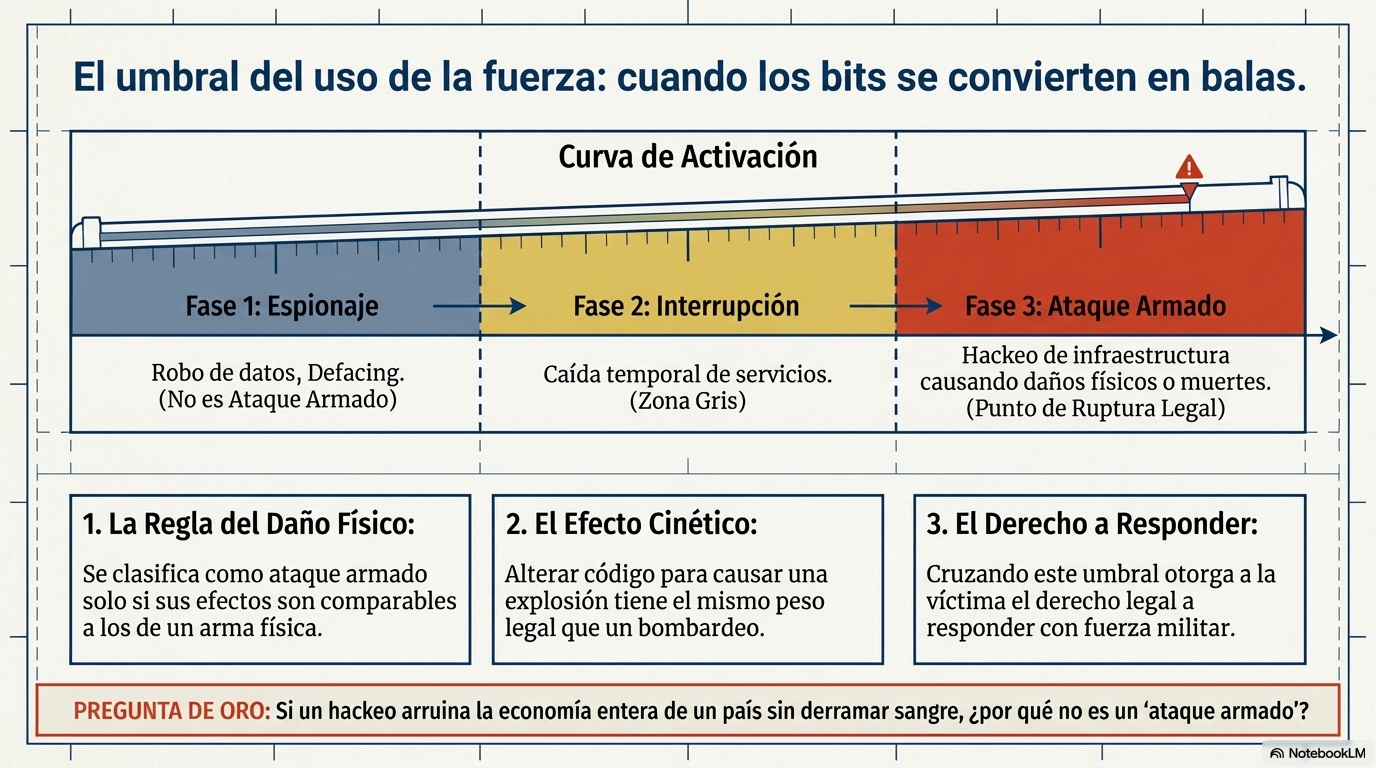 El umbral del uso de la fuerza: cuando los bits se convierten en balas.
Curva de Activación
!
Fase 1: Espionaje
Fase 2: Interrupción
Fase 3: Ataque Armado
Robo de datos, Defacing.
(No es Ataque Armado)
Caída temporal de servicios.
(Zona Gris)
Hackeo de infraestructura
causando daños físicos o muertes.
(Punto de Ruptura Legal)
1. La Regla del Daño Físico:
Se clasifica como ataque armado
solo si sus efectos son comparables
a los de un arma física.
2. El Efecto Cinético:
Alterar código para causar una
explosión tiene el mismo peso
legal que un bombardeo.
3. El Derecho a Responder:
Cruzando este umbral otorga a la
víctima el derecho legal a
responder con fuerza militar.
PREGUNTA DE ORO: Si un hackeo arruina la economía entera de un país sin derramar sangre, ¿por qué no es un ‘ataque armado’?
NotebookLM